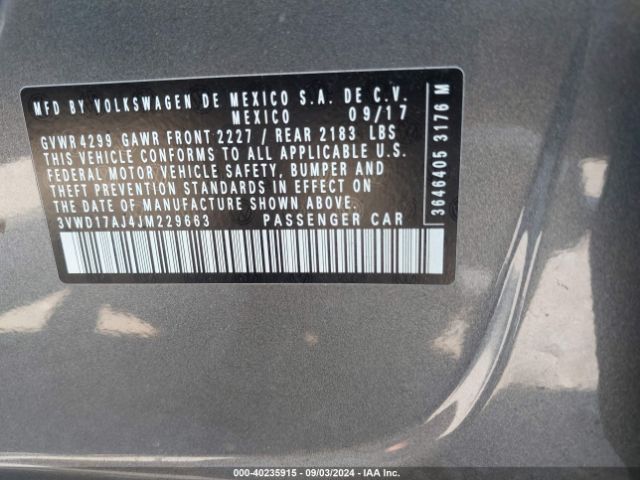 MFD BY VOLKSWAGEN DE MEXICO S.A. DE C.V.
MEXICO 09/17
GVWR 4299 GAWR FRONT 2227 / REAR 2183 LBS
THIS VEHICLE CONFORMS TO ALL APPLICABLE U.S.
FEDERAL MOTOR VEHICLE SAFETY, BUMPER AND
THEFT PREVENTION STANDARDS IN EFFECT ON
THE DATE OF MANUFACTURE SHOWN ABOVE.
3VWD17AJ4JM229663 PASSENGER CAR
3646405 3176 M
000-40235915 - 09/03/2024 - IAA Inc.